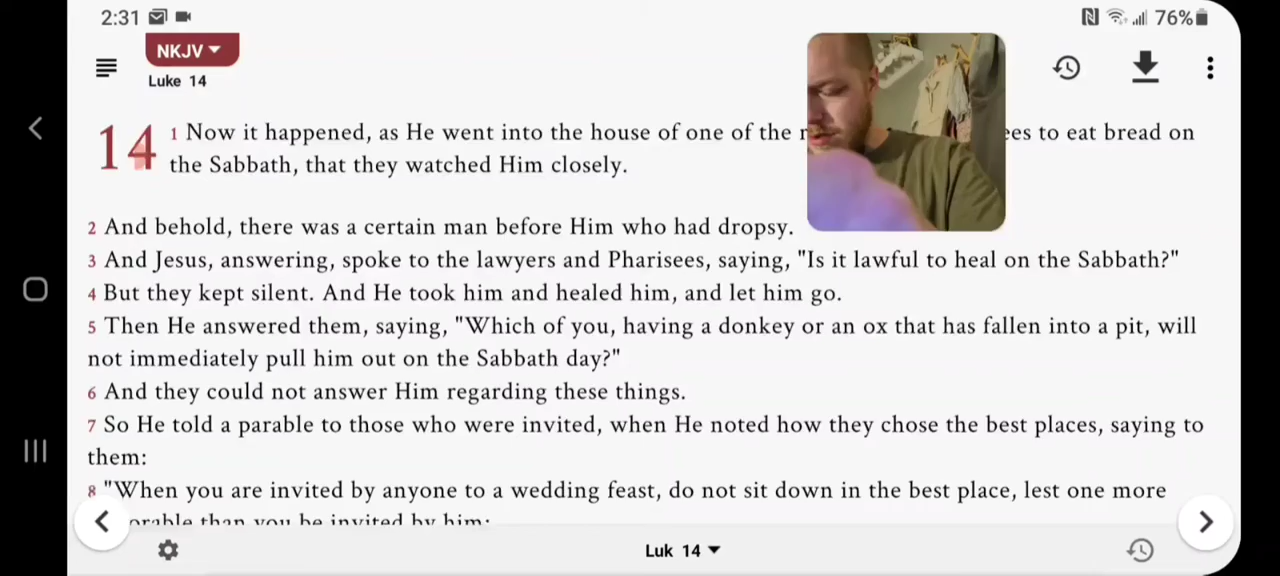 2:31 76%
NKJV
Luke 14
14 1 Now it happened, as He went into the house of one of the to eat bread on
the Sabbath, that they watched Him closely.
2 And behold, there was a certain man before Him who had dropsy.
3 And Jesus, answering, spoke to the lawyers and Pharisees, saying, "Is it lawful to heal on the Sabbath?"
4 But they kept silent. And He took him and healed him, and let him go.
5 Then He answered them, saying, "Which of you, having a donkey or an ox that has fallen into a pit, will
not immediately pull him out on the Sabbath day?"
6 And they could not answer Him regarding these things.
7 So He told a parable to those who were invited, when He noted how they chose the best places, saying to
them:
8 "When you are invited by anyone to a wedding feast, do not sit down in the best place, lest one more
than you be invited by him;
Luk 14